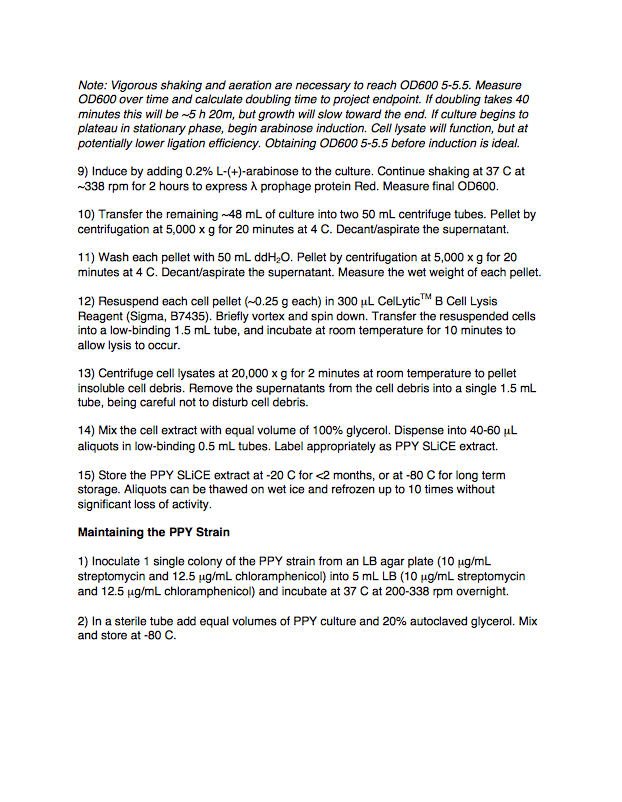 Note: Vigorous shaking and aeration are necessary to reach OD600 5-5.5. Measure
OD600 over time and calculate doubling time to project endpoint. If doubling takes 40
minutes this will be ~5 h 20m, but growth will slow toward the end. If culture begins to
plateau in stationary phase, begin arabinose induction. Cell lysate will function, but at
potentially lower ligation efficiency. Obtaining OD600 5-5.5 before induction is ideal.
9) Induce by adding 0.2% L-(+)-arabinose to the culture. Continue shaking at 37 C at
~338 rpm for 2 hours to express λ prophage protein Red. Measure final OD600.
10) Transfer the remaining ~48 mL of culture into two 50 mL centrifuge tubes. Pellet by
centrifugation at 5,000 x g for 20 minutes at 4 C. Decant/aspirate the supernatant.
11) Wash each pellet with 50 mL ddH₂O. Pellet by centrifugation at 5,000 x g for 20
minutes at 4 C. Decant/aspirate the supernatant. Measure the wet weight of each pellet.
12) Resuspend each cell pellet (~0.25 g each) in 300 µL CelLytic™ B Cell Lysis
Reagent (Sigma, B7435). Briefly vortex and spin down. Transfer the resuspended cells
into a low-binding 1.5 mL tube, and incubate at room temperature for 10 minutes to
allow lysis to occur.
13) Centrifuge cell lysates at 20,000 x g for 2 minutes at room temperature to pellet
insoluble cell debris. Remove the supernatants from the cell debris into a single 1.5 mL
tube, being careful not to disturb cell debris.
14) Mix the cell extract with equal volume of 100% glycerol. Dispense into 40-60 µL
aliquots in low-binding 0.5 mL tubes. Label appropriately as PPY SLiCE extract.
15) Store the PPY SLiCE extract at -20 C for <2 months, or at -80 C for long term
storage. Aliquots can be thawed on wet ice and refrozen up to 10 times without
significant loss of activity.
Maintaining the PPY Strain
1) Inoculate 1 single colony of the PPY strain from an LB agar plate (10 µg/mL
streptomycin and 12.5 µg/mL chloramphenicol) into 5 mL LB (10 µg/mL streptomycin
and 12.5 µg/mL chloramphenicol) and incubate at 37 C at 200-338 rpm overnight.
2) In a sterile tube add equal volumes of PPY culture and 20% autoclaved glycerol. Mix
and store at -80 C.